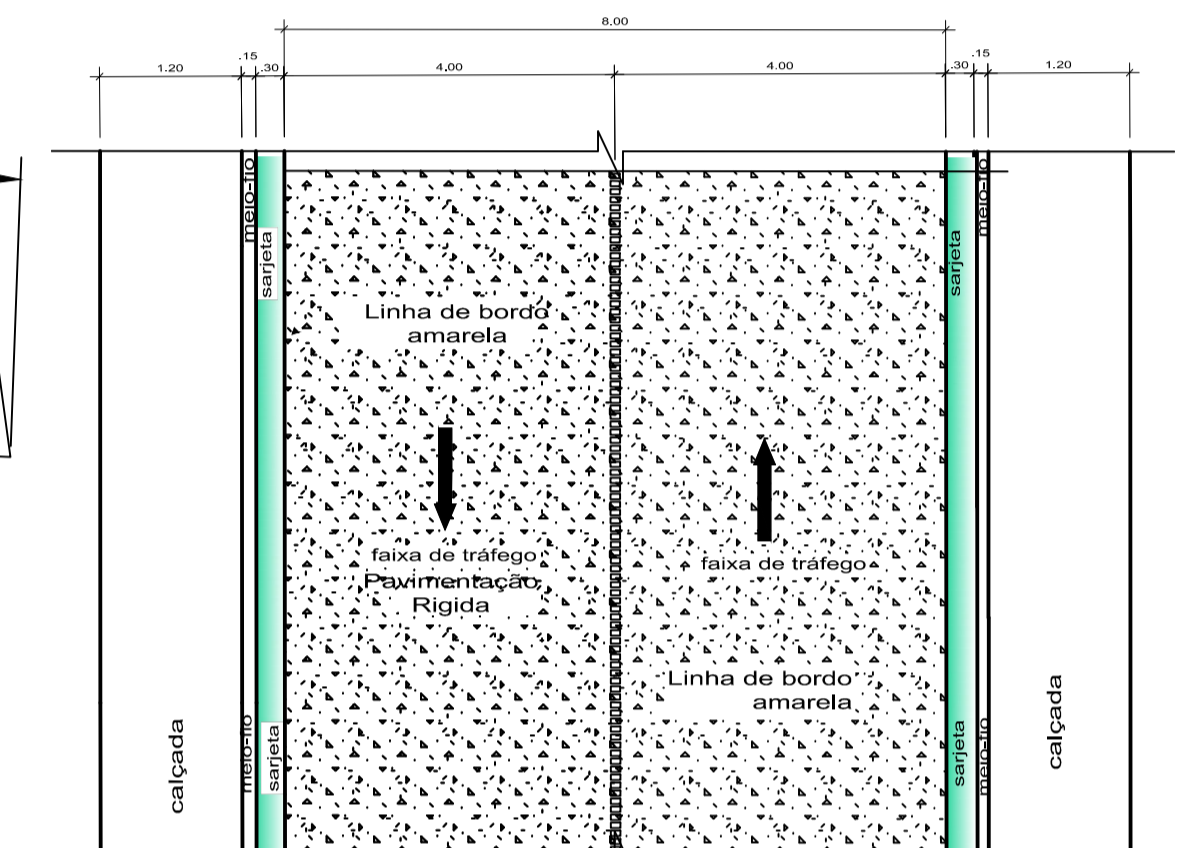 8.00
1.20
.15
.30
4.00
4.00
.30
.15
1.20
meio-fio
sarjeta
sarjeta
meio-fio
Linha de bordo
amarela
faixa de tráfego
Pavimentação
Rigida
faixa de tráfego
Linha de bordo
amarela
calçada
meio-fio
sarjeta
sarjeta
meio-fio
calçada